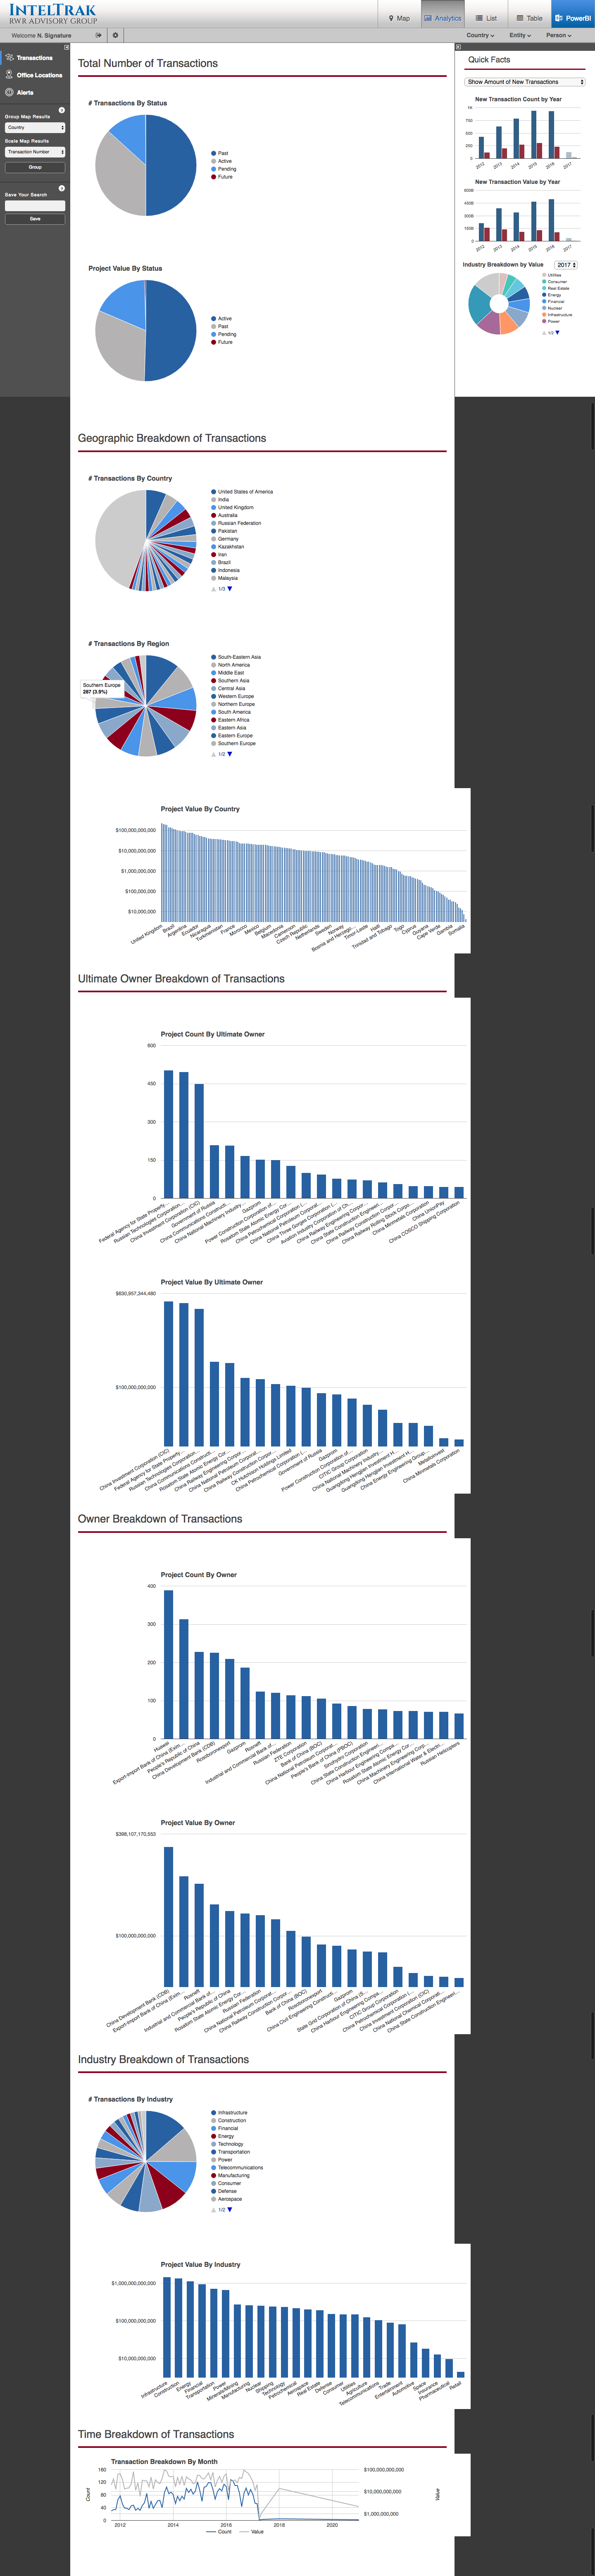 INTELTRAK
RWR ADVISORY GROUP
Map
Analytics
List
Table
PowerBI
Welcome N. Signature
Country
Entity
Person
Transactions
Office Locations
Alerts
Group Map Results
Country
Scale Map Results
Transaction Number
Group
Save Your Search
Save
Total Number of Transactions
# Transactions By Status
Past
Active
Pending
Future
Project Value By Status
Active
Past
Pending
Future
Quick Facts
Show Amount of New Transactions
New Transaction Count by Year
1K
750
500
250
0
2012
2013
2014
2015
2016
2017
New Transaction Value by Year
600B
450B
300B
150B
0
2012
2013
2014
2015
2016
2017
Industry Breakdown by Value
2017
Utilities
Consumer
Real Estate
Energy
Financial
Nuclear
Infrastructure
Power
1/2
Geographic Breakdown of Transactions
# Transactions By Country
United States of America
India
United Kingdom
Australia
Russian Federation
Pakistan
Germany
Kazakhstan
Iran
Brazil
Indonesia
Malaysia
1/3
# Transactions By Region
Southern Europe
287 (3.9%)
South-Eastern Asia
North America
Middle East
Southern Asia
Central Asia
Western Europe
Northern Europe
South America
Eastern Africa
Eastern Asia
Eastern Europe
Southern Europe
1/2
Project Value By Country
$100,000,000,000
$10,000,000,000
$1,000,000,000
$100,000,000
$10,000,000
United Kingdom
Brazil
Argentina
Ecuador
Nicaragua
Turkmenistan
France
Morocco
Mexico
Belgium
Macedonia
Cameroon
Czech Republic
Netherlands
Sweden
Norway
Bosnia and Herzego...
Timor-Leste
Haiti
Trinidad and Tobago
Togo
Cyprus
Guyana
Cape Verde
Gambia
Somalia
Ultimate Owner Breakdown of Transactions
Project Count By Ultimate Owner
600
450
300
150
0
Federal Agency for State Property...
Russian Technologies Corporation...
China Investment Corporation (CIC)
Government of Russia
China Communications Constructi...
China National Machinery Industry...
Gazprom
Power Construction Corporation of...
Rosatom State Atomic Energy Cor...
China Petrochemical Corporation (...
China National Petroleum Corporat...
China Three Gorges Corporation (...
Aviation Industry Corporation of Ch...
China Railway Engineering Corpor...
China State Construction Engineeri...
China Railway Construction Corpor...
China Railway Rolling Stock Corpo...
China Minmetals Corporation
China UnionPay
China COSCO Shipping Corporation
Project Value By Ultimate Owner
$630,957,344,480
$100,000,000,000
China Investment Corporation (CIC)
Federal Agency for State Property...
Russian Technologies Corporation...
China Communications Constructi...
Rosatom State Atomic Energy Cor...
China Railway Engineering Corpor...
China National Petroleum Corporat...
China Railway Construction Corpor...
CK Hutchison Holdings Limited
China Petrochemical Corporation (...
Government of Russia
Gazprom
Power Construction Corporation of...
CITIC Group Corporation
China National Machinery Industry...
Guangdong Hengjian Investment H...
Guangdong Hengjian Investment H...
China Energy Engineering Group...
Metalloinvest
China Minmetals Corporation
Owner Breakdown of Transactions
Project Count By Owner
400
300
200
100
0
Huawei
Export-Import Bank of China (Exim...
People's Republic of China
China Development Bank (CDB)
Rosoboronexport
Gazprom
Rosneft
Industrial and Commercial Bank of...
Russian Federation
ZTE Corporation
Bank of China (BOC)
China National Petroleum Corporat...
People's Bank of China (PBOC)
Sinohydro Corporation
China State Construction Engineeri...
China Harbour Engineering Compa...
Rosatom State Atomic Energy Cor...
China Machinery Engineering Corp...
China International Water & Electri...
Russian Helicopters
Project Value By Owner
$398,107,170,553
$100,000,000,000
China Development Bank (CDB)
Export-Import Bank of China (Exim...
Rosneft
Industrial and Commercial Bank of...
People's Republic of China
Rosatom State Atomic Energy Cor...
Russian Federation
China National Petroleum Corporat...
China Railway Construction Corpor...
Bank of China (BOC)
Rosoboronexport
China Civil Engineering Constructi...
Gazprom
State Grid Corporation of China (S...
China Harbour Engineering Compa...
CITIC Group Corporation
China Petrochemical Corporation (...
China Investment Corporation (CIC)
China National Chemical Corporati...
China State Construction Engineeri...
Industry Breakdown of Transactions
# Transactions By Industry
Infrastructure
Construction
Financial
Energy
Technology
Transportation
Power
Telecommunications
Manufacturing
Consumer
Defense
Aerospace
1/2
Project Value By Industry
$1,000,000,000,000
$100,000,000,000
$10,000,000,000
Infrastructure
Construction
Energy
Financial
Transportation
Power
Minerals/Mining
Manufacturing
Nuclear
Shipping
Technology
Petrochemical
Aerospace
Real Estate
Defense
Consumer
Utilities
Agriculture
Telecommunications
Trade
Entertainment
Automotive
Space
Insurance
Pharmaceutical
Retail
Time Breakdown of Transactions
Transaction Breakdown By Month
160
120
80
40
0
Count
$100,000,000,000
$10,000,000,000
$1,000,000,000
Value
2012
2014
2016
2018
2020
Count
Value